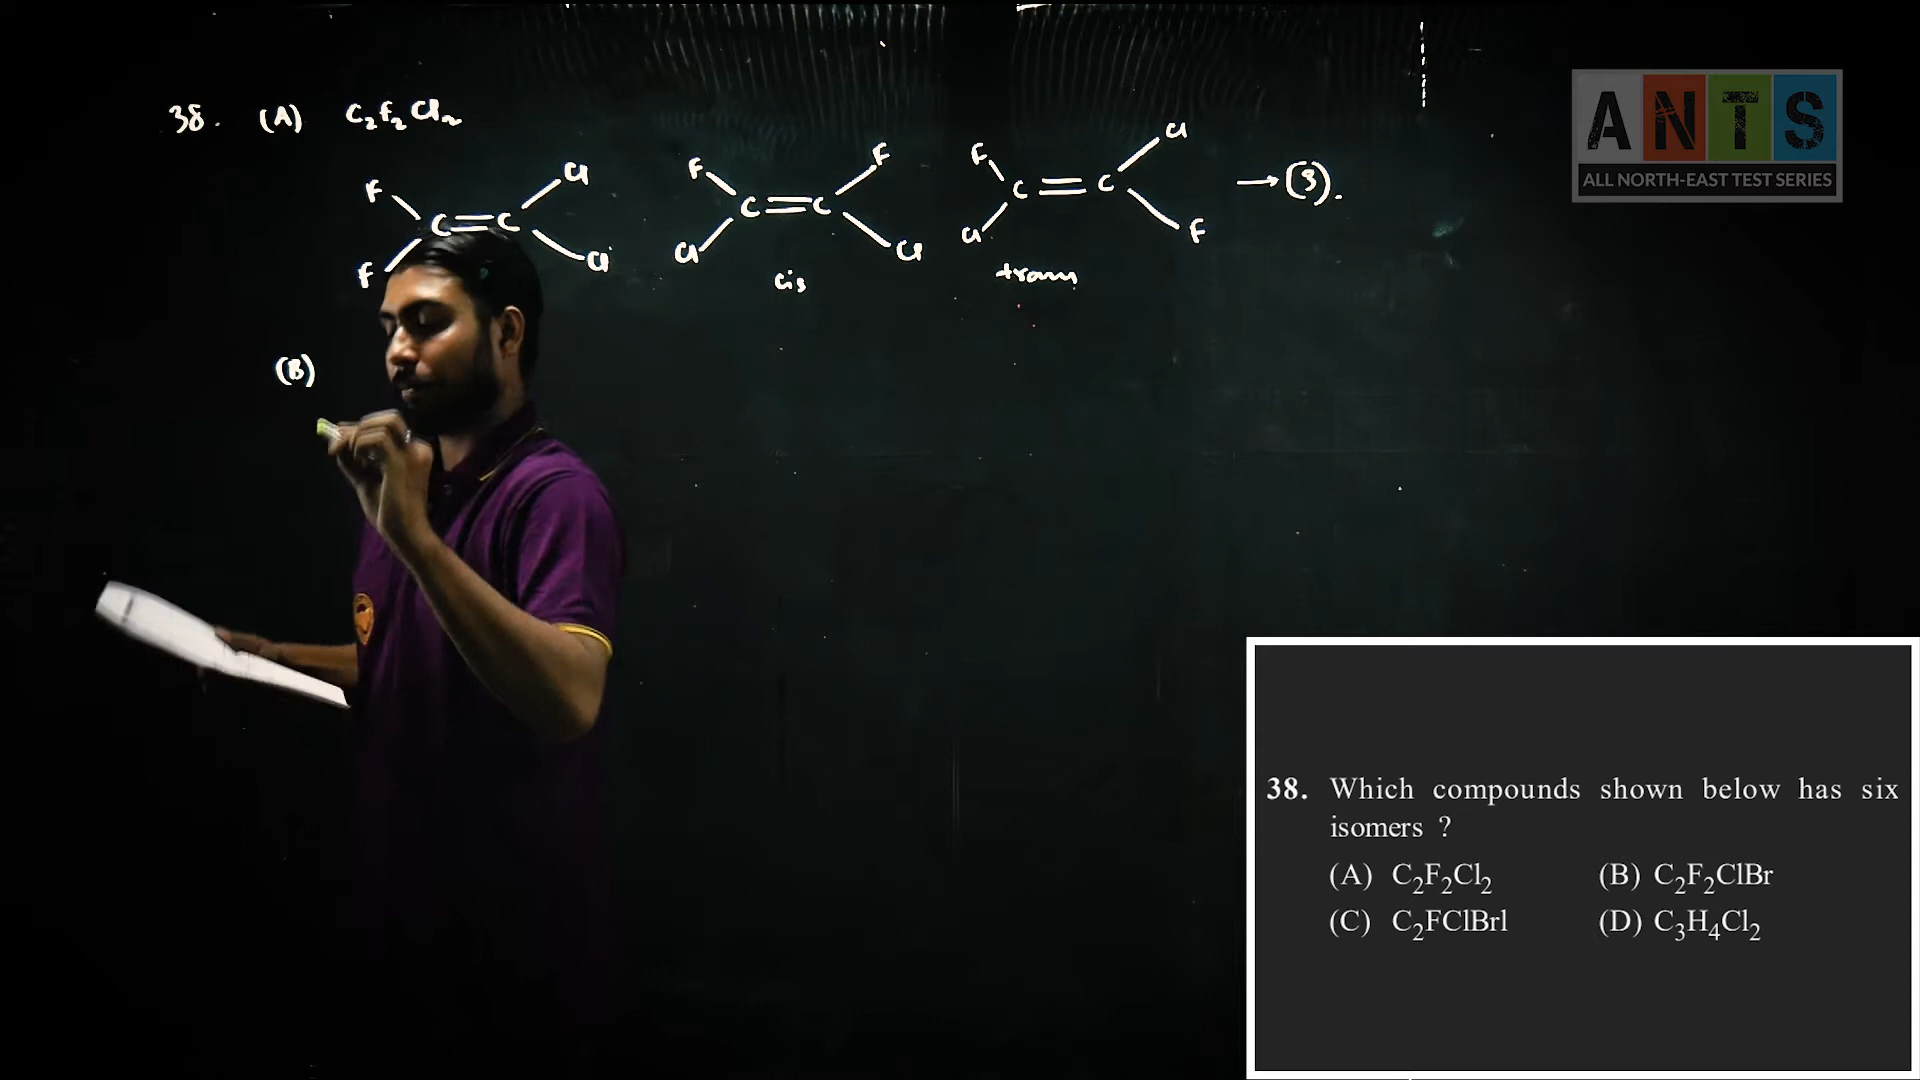 38. (A) C₂F₂Cl₂
F Cl F F F Cl
C=C C=C C=C → (3).
F Cl Cl Cl Cl F
cis trans
(B)
ANTS
ALL NORTH-EAST TEST SERIES
38. Which compounds shown below has six
isomers ?
(A) C₂F₂Cl₂ (B) C₂F₂ClBr
(C) C₂FClBrl (D) C₃H₄Cl₂